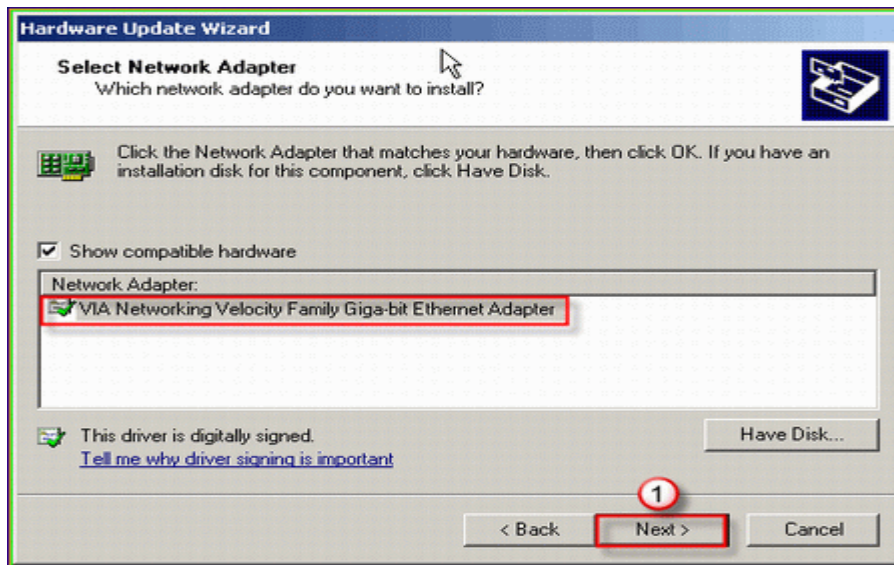 Hardware Update Wizard
Select Network Adapter
Which network adapter do you want to install?
Click the Network Adapter that matches your hardware, then click OK. If you have an
installation disk for this component, click Have Disk.
Show compatible hardware
Network Adapter:
VIA Networking Velocity Family Giga-bit Ethernet Adapter
This driver is digitally signed.
Have Disk...
Tell me why driver signing is important
1
< Back Next > Cancel